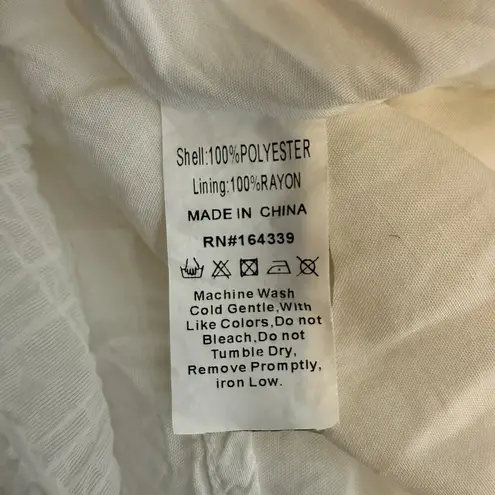 Shell:100%POLYESTER
Lining:100%RAYON
MADE IN CHINA
RN#164339
Machine Wash
Cold Gentle,With
Like Colors,Do not
Bleach,Do not
Tumble Dry,
Remove Promptly,
iron Low.